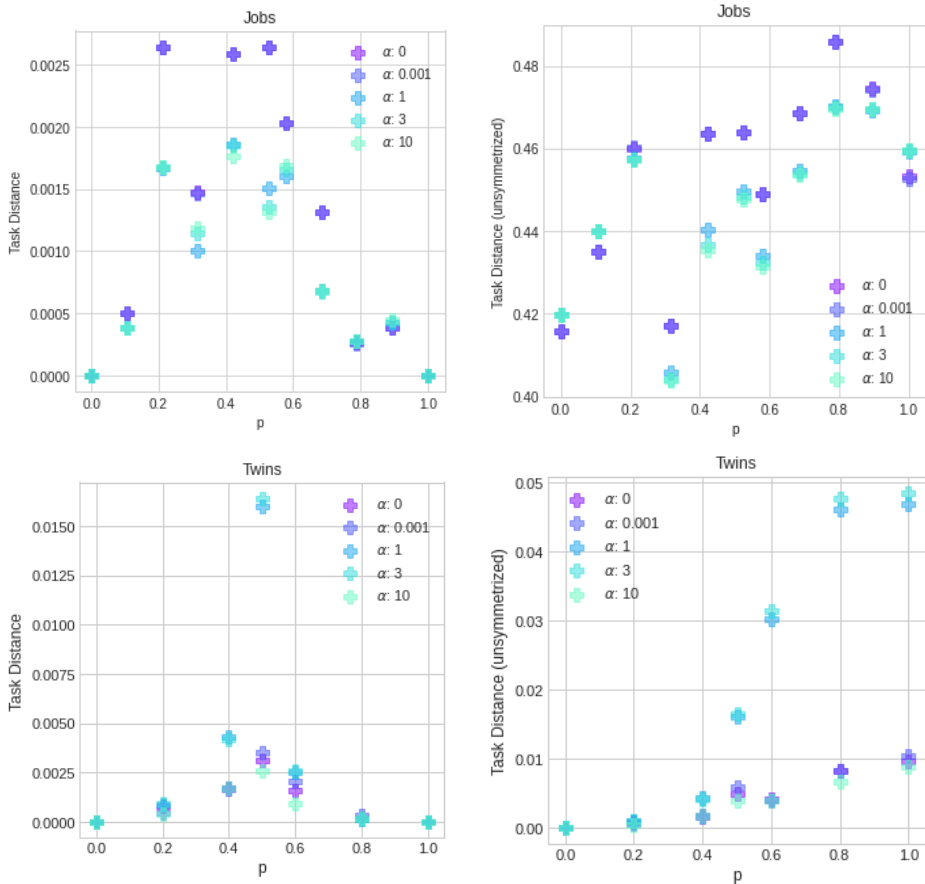 Jobs
Task Distance
0.0025
0.0020
0.0015
0.0010
0.0005
0.0000
α: 0
α: 0.001
α: 1
α: 3
α: 10
0.0 0.2 0.4 0.6 0.8 1.0
p
Jobs
Task Distance (unsymmetrized)
0.48
0.46
0.44
0.42
0.40
α: 0
α: 0.001
α: 1
α: 3
α: 10
0.0 0.2 0.4 0.6 0.8 1.0
p
Twins
Task Distance
0.0150
0.0125
0.0100
0.0075
0.0050
0.0025
0.0000
α: 0
α: 0.001
α: 1
α: 3
α: 10
0.0 0.2 0.4 0.6 0.8 1.0
p
Twins
Task Distance (unsymmetrized)
0.05
0.04
0.03
0.02
0.01
0.00
α: 0
α: 0.001
α: 1
α: 3
α: 10
0.0 0.2 0.4 0.6 0.8 1.0
p